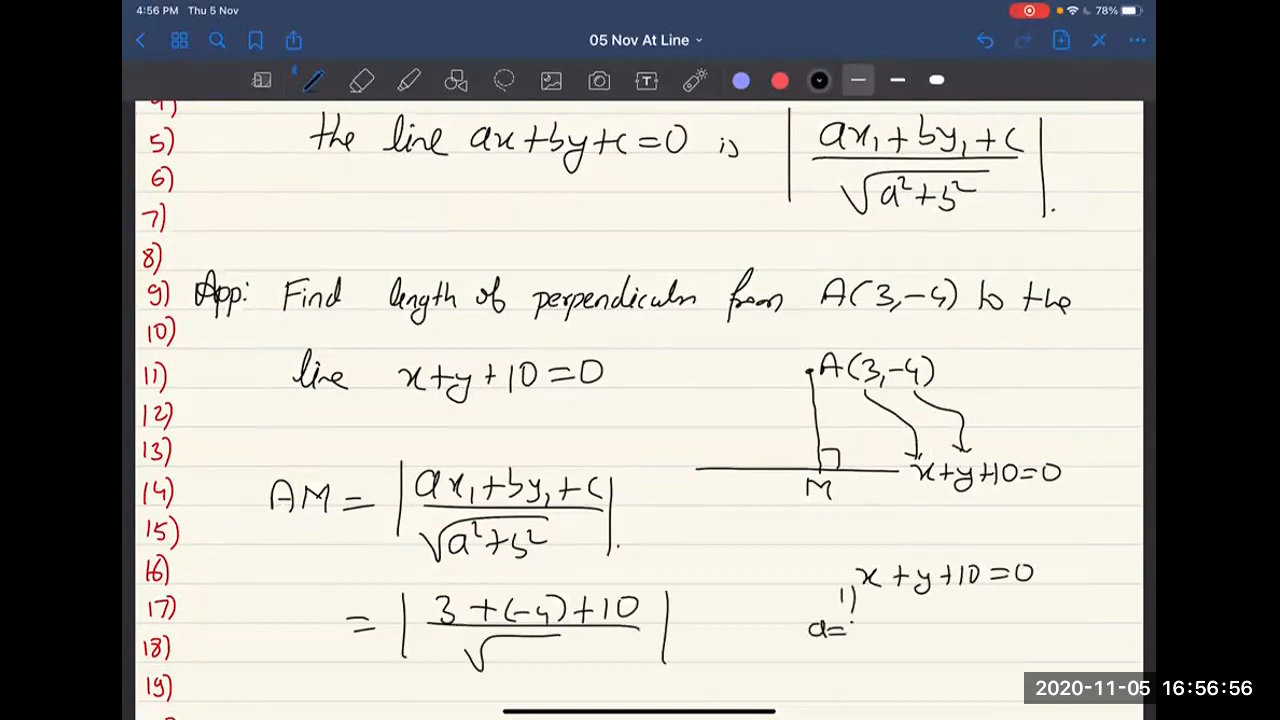 4:56 PM Thu 5 Nov
78%
05 Nov At Line
5) the line ax+by+c=0 is | ax₁+by₁+c / √a²+b² |.
6)
7)
8)
9) App: Find length of perpendicular from A(3,-4) to the
10)
11) line x+y+10=0
A(3,-4)
12)
13)
x+y+10=0
M
14) AM = | ax₁+by₁+c / √a²+b² |.
15)
16)
x+y+10=0
17) = | 3+(-4)+10 / √ |
1)
a=
18)
19)
2020-11-05 16:56:56